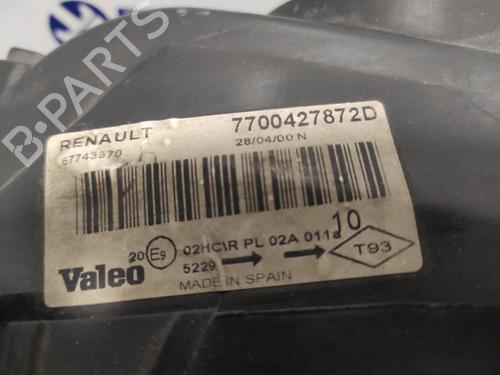 RENAULT
7700427872D
67743570
28/04/00 N
10
20 E9 02HCIR PL 02A 0118
5229
T93
Valeo
MADE IN SPAIN
B-PARTS